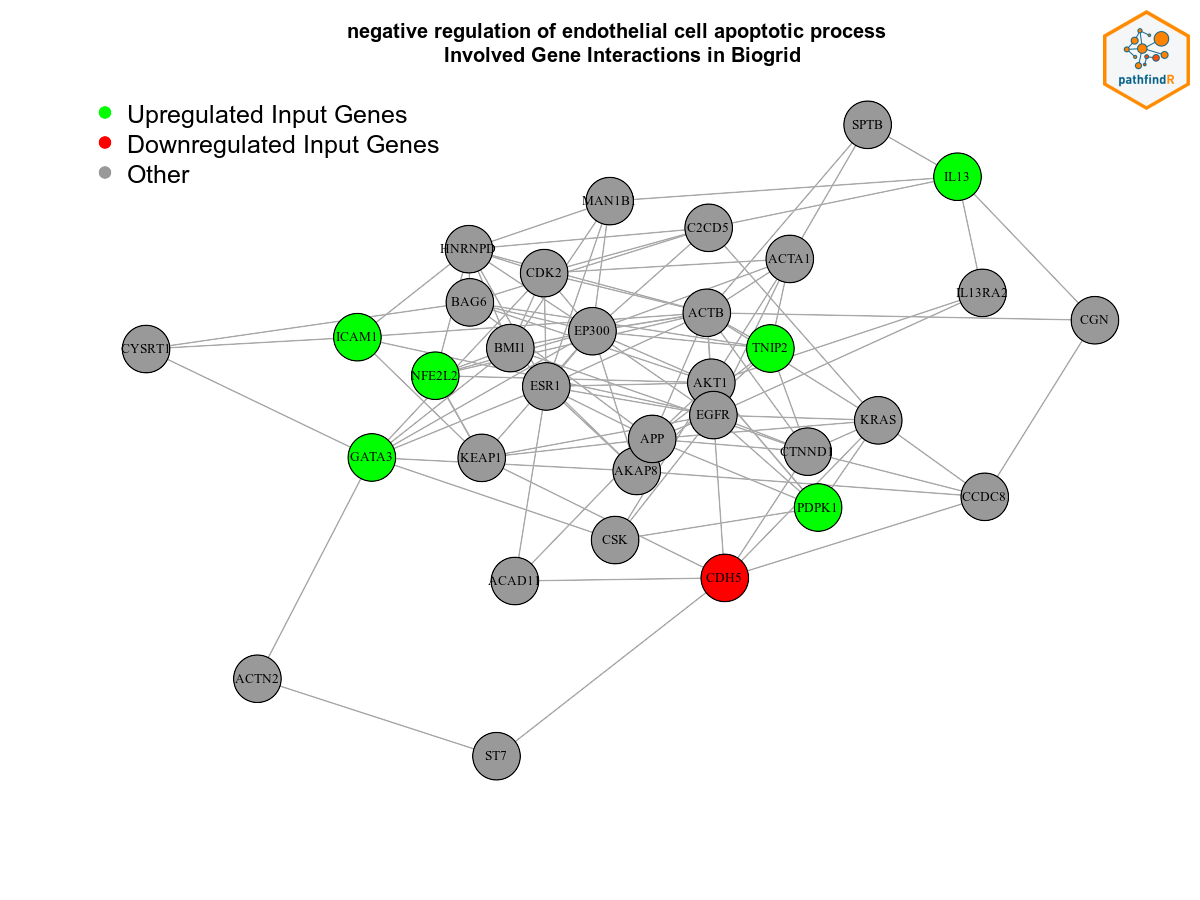 negative regulation of endothelial cell apoptotic process
Involved Gene Interactions in Biogrid
pathfindR
Upregulated Input Genes
Downregulated Input Genes
Other
SPTB
IL13
MAN1B
C2CD5
HNRNPD
ACTA1
CDK2
IL13RA2
BAG6
ACTB
CGN
EP300
ICAM1
CYSRT1
BMI1
TNIP2
NFE2L2
ESR1
AKT1
EGFR
KRAS
APP
CTNND1
GATA3
KEAP1
AKAP8
CCDC8
PDPK1
CSK
ACAD11
CDH5
ACTN2
ST7